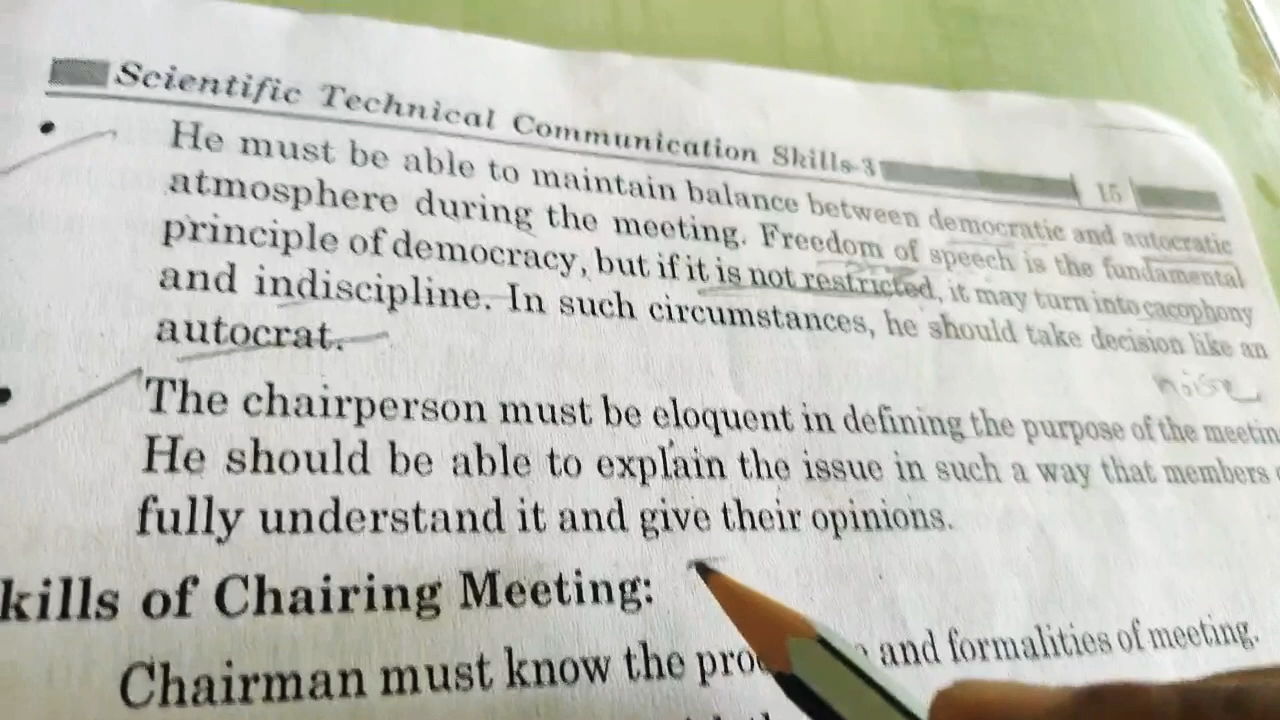 Scientific Technical Communication Skills-3 15
• He must be able to maintain balance between democratic and autocratic
atmosphere during the meeting. Freedom of speech is the fundamental
principle of democracy, but if it is not restricted, it may turn into cacophony
and indiscipline. In such circumstances, he should take decision like an
autocrat.
noise
• The chairperson must be eloquent in defining the purpose of the meetin
He should be able to explain the issue in such a way that members
fully understand it and give their opinions.
kills of Chairing Meeting:
Chairman must know the and formalities of meeting.